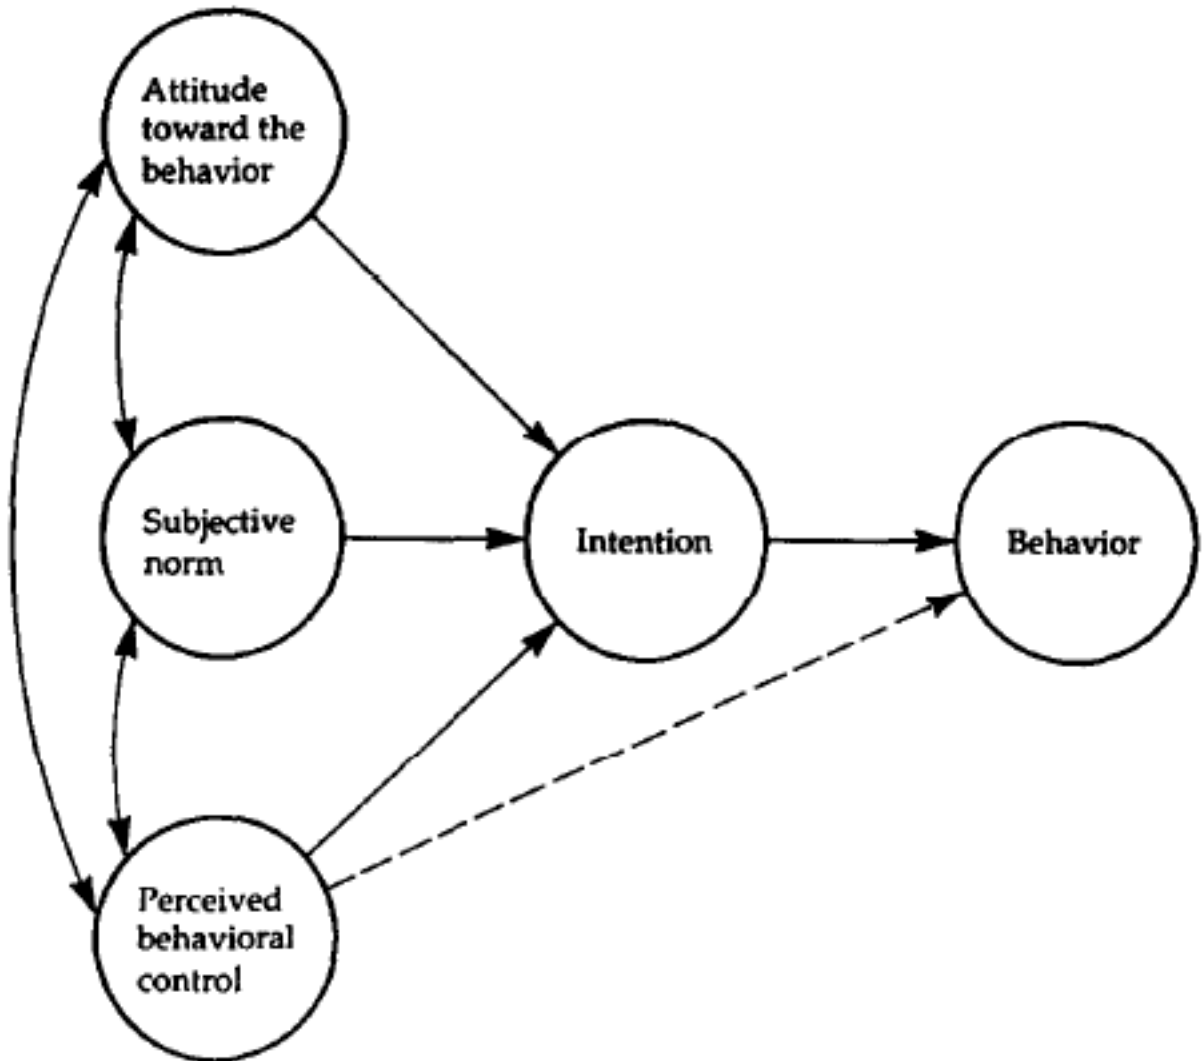 Attitude
toward the
behavior
Subjective
norm
Intention
Behavior
Perceived
behavioral
control